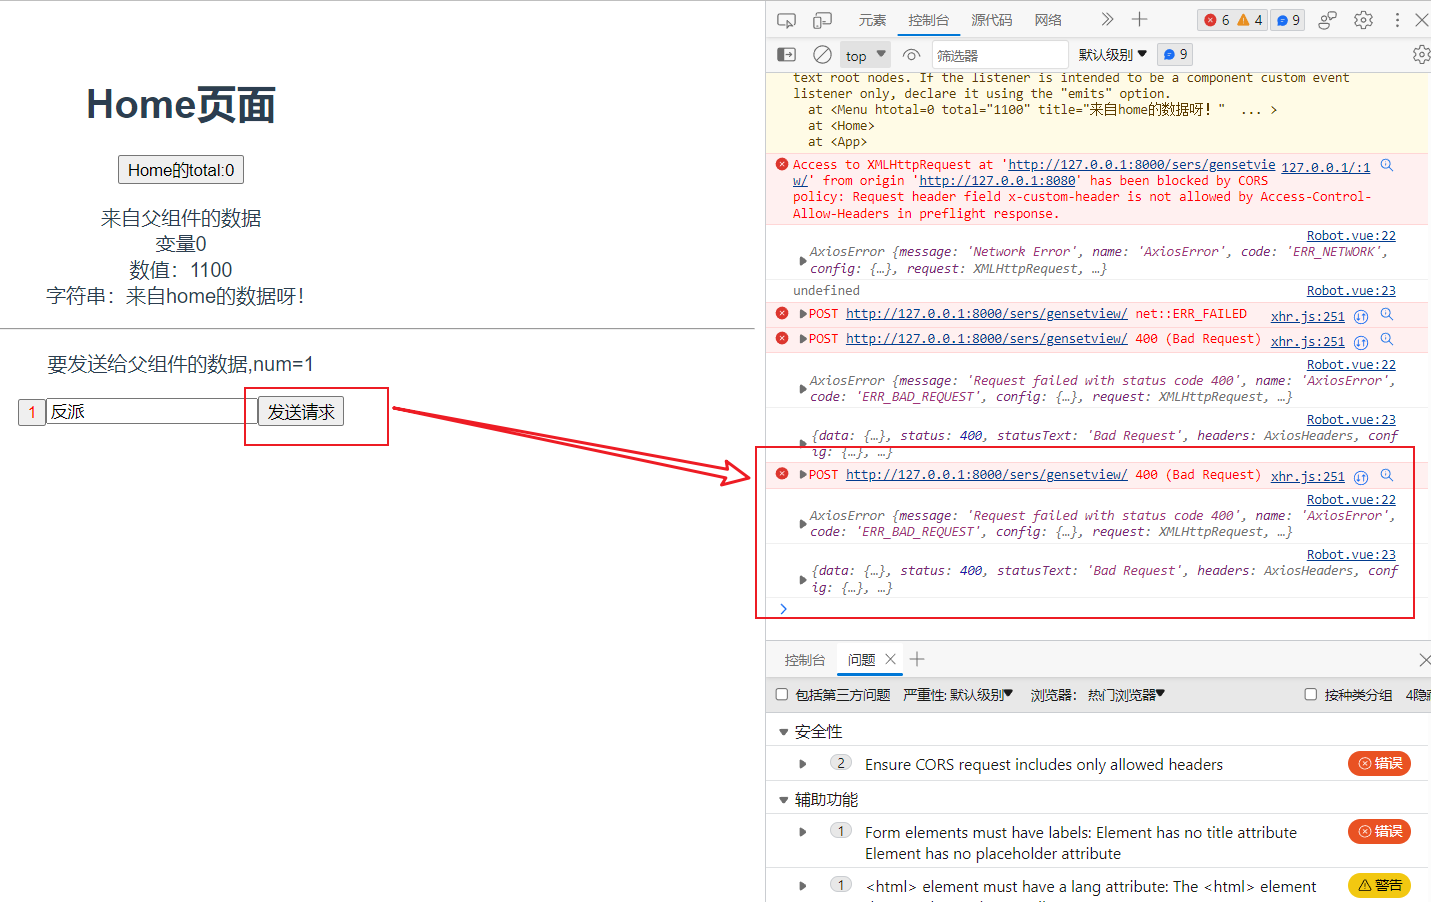 Home页面
Home的total:0
来自父组件的数据
变量0
数值：1100
字符串：来自home的数据呀！
要发送给父组件的数据,num=1
1
反派
发送请求
元素
控制台
源代码
网络
6
4
9
top
筛选器
默认级别
9
text root nodes. If the listener is intended to be a component custom event
listener only, declare it using the "emits" option.
at <Menu htotal=0 total="1100" title="来自home的数据呀！"  ... >
at <Home>
at <App>
Access to XMLHttpRequest at 'http://127.0.0.1:8000/sers/gensetvie 127.0.0.1/:1
w/' from origin 'http://127.0.0.1:8080' has been blocked by CORS
policy: Request header field x-custom-header is not allowed by Access-Control-
Allow-Headers in preflight response.
Robot.vue:22
AxiosError {message: 'Network Error', name: 'AxiosError', code: 'ERR_NETWORK',
config: {…}, request: XMLHttpRequest, …}
undefined Robot.vue:23
POST http://127.0.0.1:8000/sers/gensetview/ net::ERR_FAILED xhr.js:251
POST http://127.0.0.1:8000/sers/gensetview/ 400 (Bad Request) xhr.js:251
Robot.vue:22
AxiosError {message: 'Request failed with status code 400', name: 'AxiosError',
code: 'ERR_BAD_REQUEST', config: {…}, request: XMLHttpRequest, …}
Robot.vue:23
{data: {…}, status: 400, statusText: 'Bad Request', headers: AxiosHeaders, conf
ig: {…}, …}
POST http://127.0.0.1:8000/sers/gensetview/ 400 (Bad Request) xhr.js:251
Robot.vue:22
AxiosError {message: 'Request failed with status code 400', name: 'AxiosError',
code: 'ERR_BAD_REQUEST', config: {…}, request: XMLHttpRequest, …}
Robot.vue:23
{data: {…}, status: 400, statusText: 'Bad Request', headers: AxiosHeaders, conf
ig: {…}, …}
控制台
问题
包括第三方问题
严重性: 默认级别
浏览器：
热门浏览器
按种类分组
4隐
安全性
2 Ensure CORS request includes only allowed headers 错误
辅助功能
1 Form elements must have labels: Element has no title attribute 错误
Element has no placeholder attribute
1 <html> element must have a lang attribute: The <html> element 警告